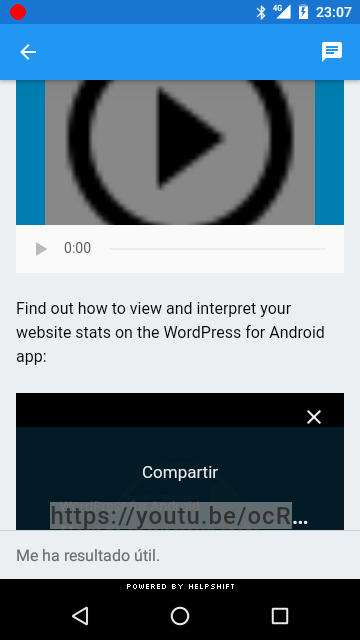 4G 23:07
0:00
Find out how to view and interpret your
website stats on the WordPress for Android
app:
Compartir
https://youtu.be/ocR...
Me ha resultado útil.
POWERED BY HELPSHIFT